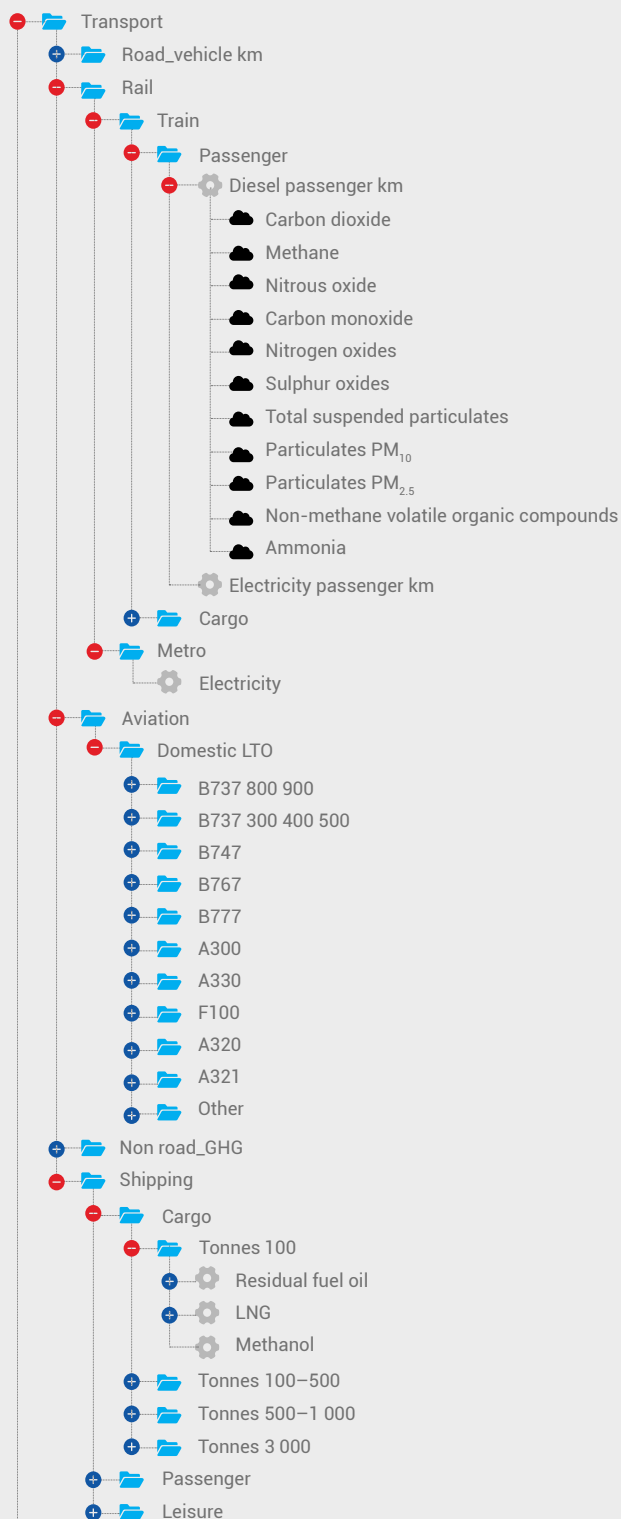 Transport
Road_vehicle km
Rail
Train
Passenger
Diesel passenger km
Carbon dioxide
Methane
Nitrous oxide
Carbon monoxide
Nitrogen oxides
Sulphur oxides
Total suspended particulates
Particulates PM₁₀
Particulates PM₂.₅
Non-methane volatile organic compounds
Ammonia
Electricity passenger km
Cargo
Metro
Electricity
Aviation
Domestic LTO
B737 800 900
B737 300 400 500
B747
B767
B777
A300
A330
F100
A320
A321
Other
Non road_GHG
Shipping
Cargo
Tonnes 100
Residual fuel oil
LNG
Methanol
Tonnes 100–500
Tonnes 500–1 000
Tonnes 3 000
Passenger
Leisure